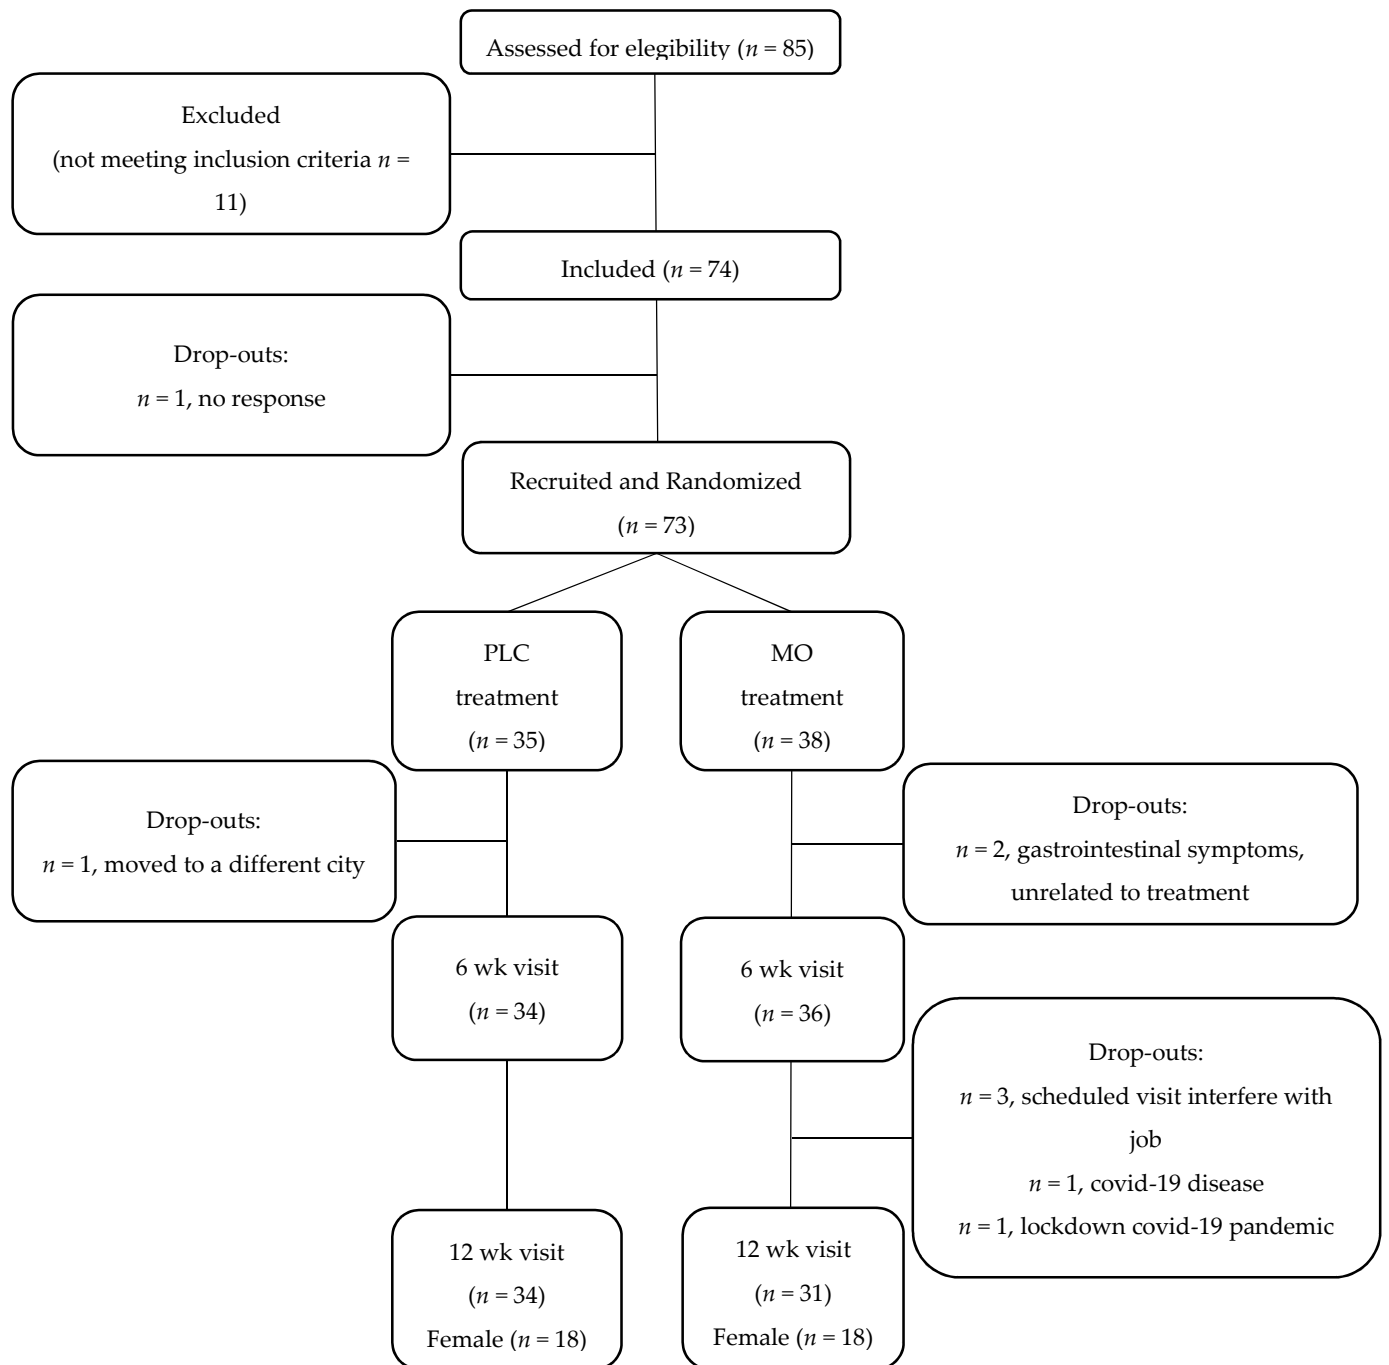 Assessed for elegibility (n = 85)
Excluded
(not meeting inclusion criteria n =
11)
Included (n = 74)
Drop-outs:
n = 1, no response
Recruited and Randomized
(n = 73)
PLC
treatment
(n = 35)
MO
treatment
(n = 38)
Drop-outs:
n = 1, moved to a different city
Drop-outs:
n = 2, gastrointestinal symptoms,
unrelated to treatment
6 wk visit
(n = 34)
6 wk visit
(n = 36)
Drop-outs:
n = 3, scheduled visit interfere with
job
n = 1, covid-19 disease
n = 1, lockdown covid-19 pandemic
12 wk visit
(n = 34)
Female (n = 18)
12 wk visit
(n = 31)
Female (n = 18)